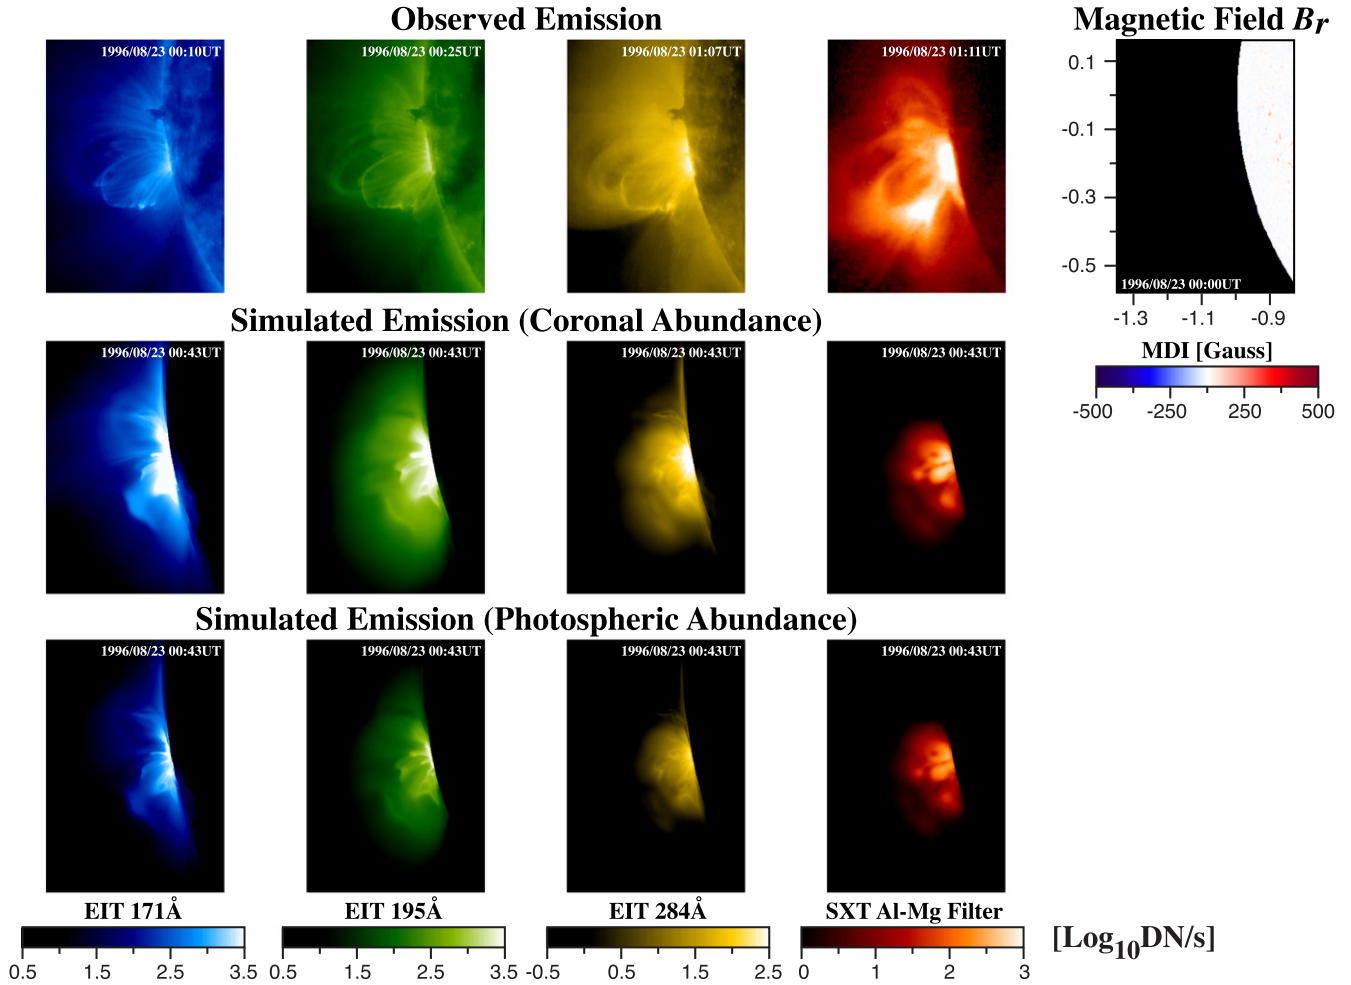 Observed Emission
Magnetic Field Br
1996/08/23 00:10UT
1996/08/23 00:25UT
1996/08/23 01:07UT
1996/08/23 01:11UT
0.1
-0.1
-0.3
-0.5
1996/08/23 00:00UT
-1.3 -1.1 -0.9
MDI [Gauss]
-500 -250 250 500
Simulated Emission (Coronal Abundance)
1996/08/23 00:43UT
1996/08/23 00:43UT
1996/08/23 00:43UT
1996/08/23 00:43UT
Simulated Emission (Photospheric Abundance)
1996/08/23 00:43UT
1996/08/23 00:43UT
1996/08/23 00:43UT
1996/08/23 00:43UT
EIT 171Å
0.5 1.5 2.5 3.5
EIT 195Å
0.5 1.5 2.5 3.5
EIT 284Å
-0.5 0.5 1.5 2.5
SXT Al-Mg Filter
0 1 2 3
[Log10DN/s]